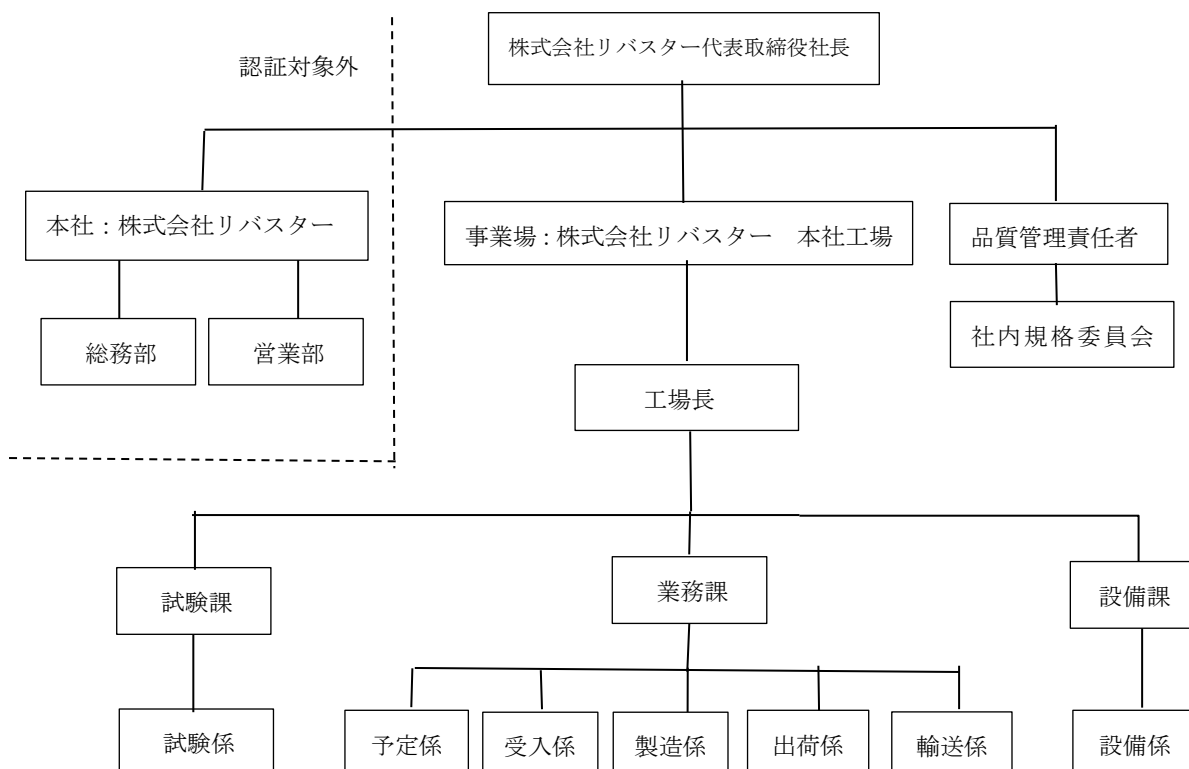 株式会社リバスター代表取締役社長
認証対象外
本社：株式会社リバスター
事業場：株式会社リバスター　本社工場
品質管理責任者
総務部
営業部
社内規格委員会
工場長
試験課
業務課
設備課
試験係
予定係
受入係
製造係
出荷係
輸送係
設備係